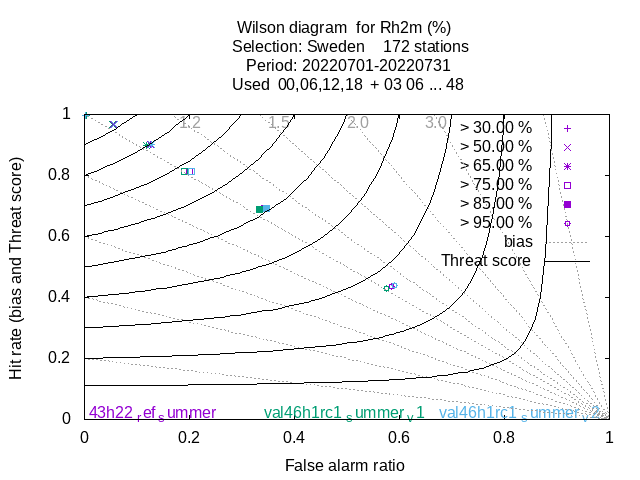 Wilson diagram for Rh2m (%)
Selection: Sweden 172 stations
Period: 20220701-20220731
Used 00,06,12,18 + 03 06 ... 48
1.2 1.5 2.0 3.0
> 30.00 %
> 50.00 %
> 65.00 %
> 75.00 %
> 85.00 %
> 95.00 %
bias
Threat score
Hit rate (bias and Threat score)
1
0.8
0.6
0.4
0.2
0
43h22_ref_summer val46h1rc1_summer_v1 val46h1rc1_summer_v2
0 0.2 0.4 0.6 0.8 1
False alarm ratio